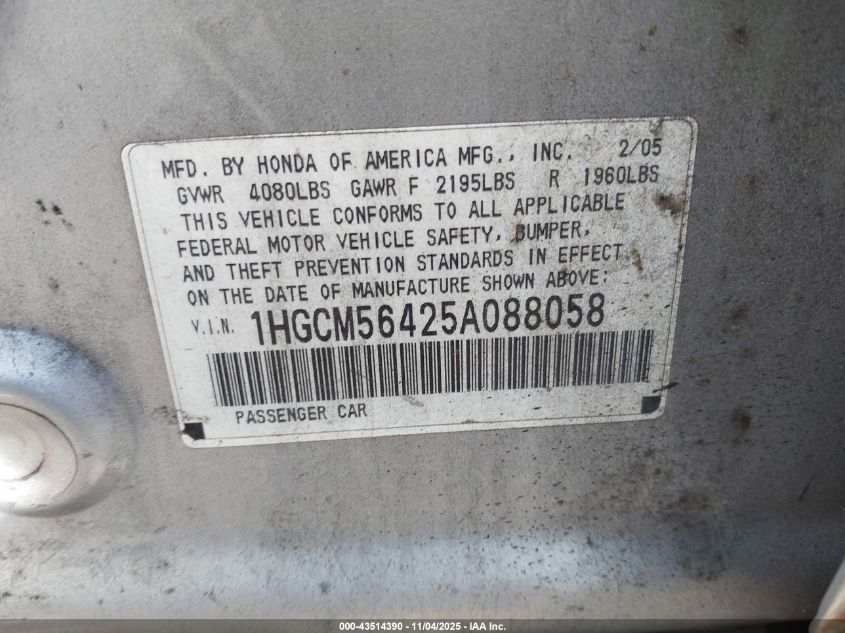 MFD. BY HONDA OF AMERICA MFG., INC. 2/05
GVWR 4080LBS GAWR F 2195LBS R 1960LBS
THIS VEHICLE CONFORMS TO ALL APPLICABLE
FEDERAL MOTOR VEHICLE SAFETY, BUMPER,
AND THEFT PREVENTION STANDARDS IN EFFECT
ON THE DATE OF MANUFACTURE SHOWN ABOVE:
V.I.N. 1HGCM56425A088058
PASSENGER CAR
000-43514390 - 11/04/2025 - IAA Inc.